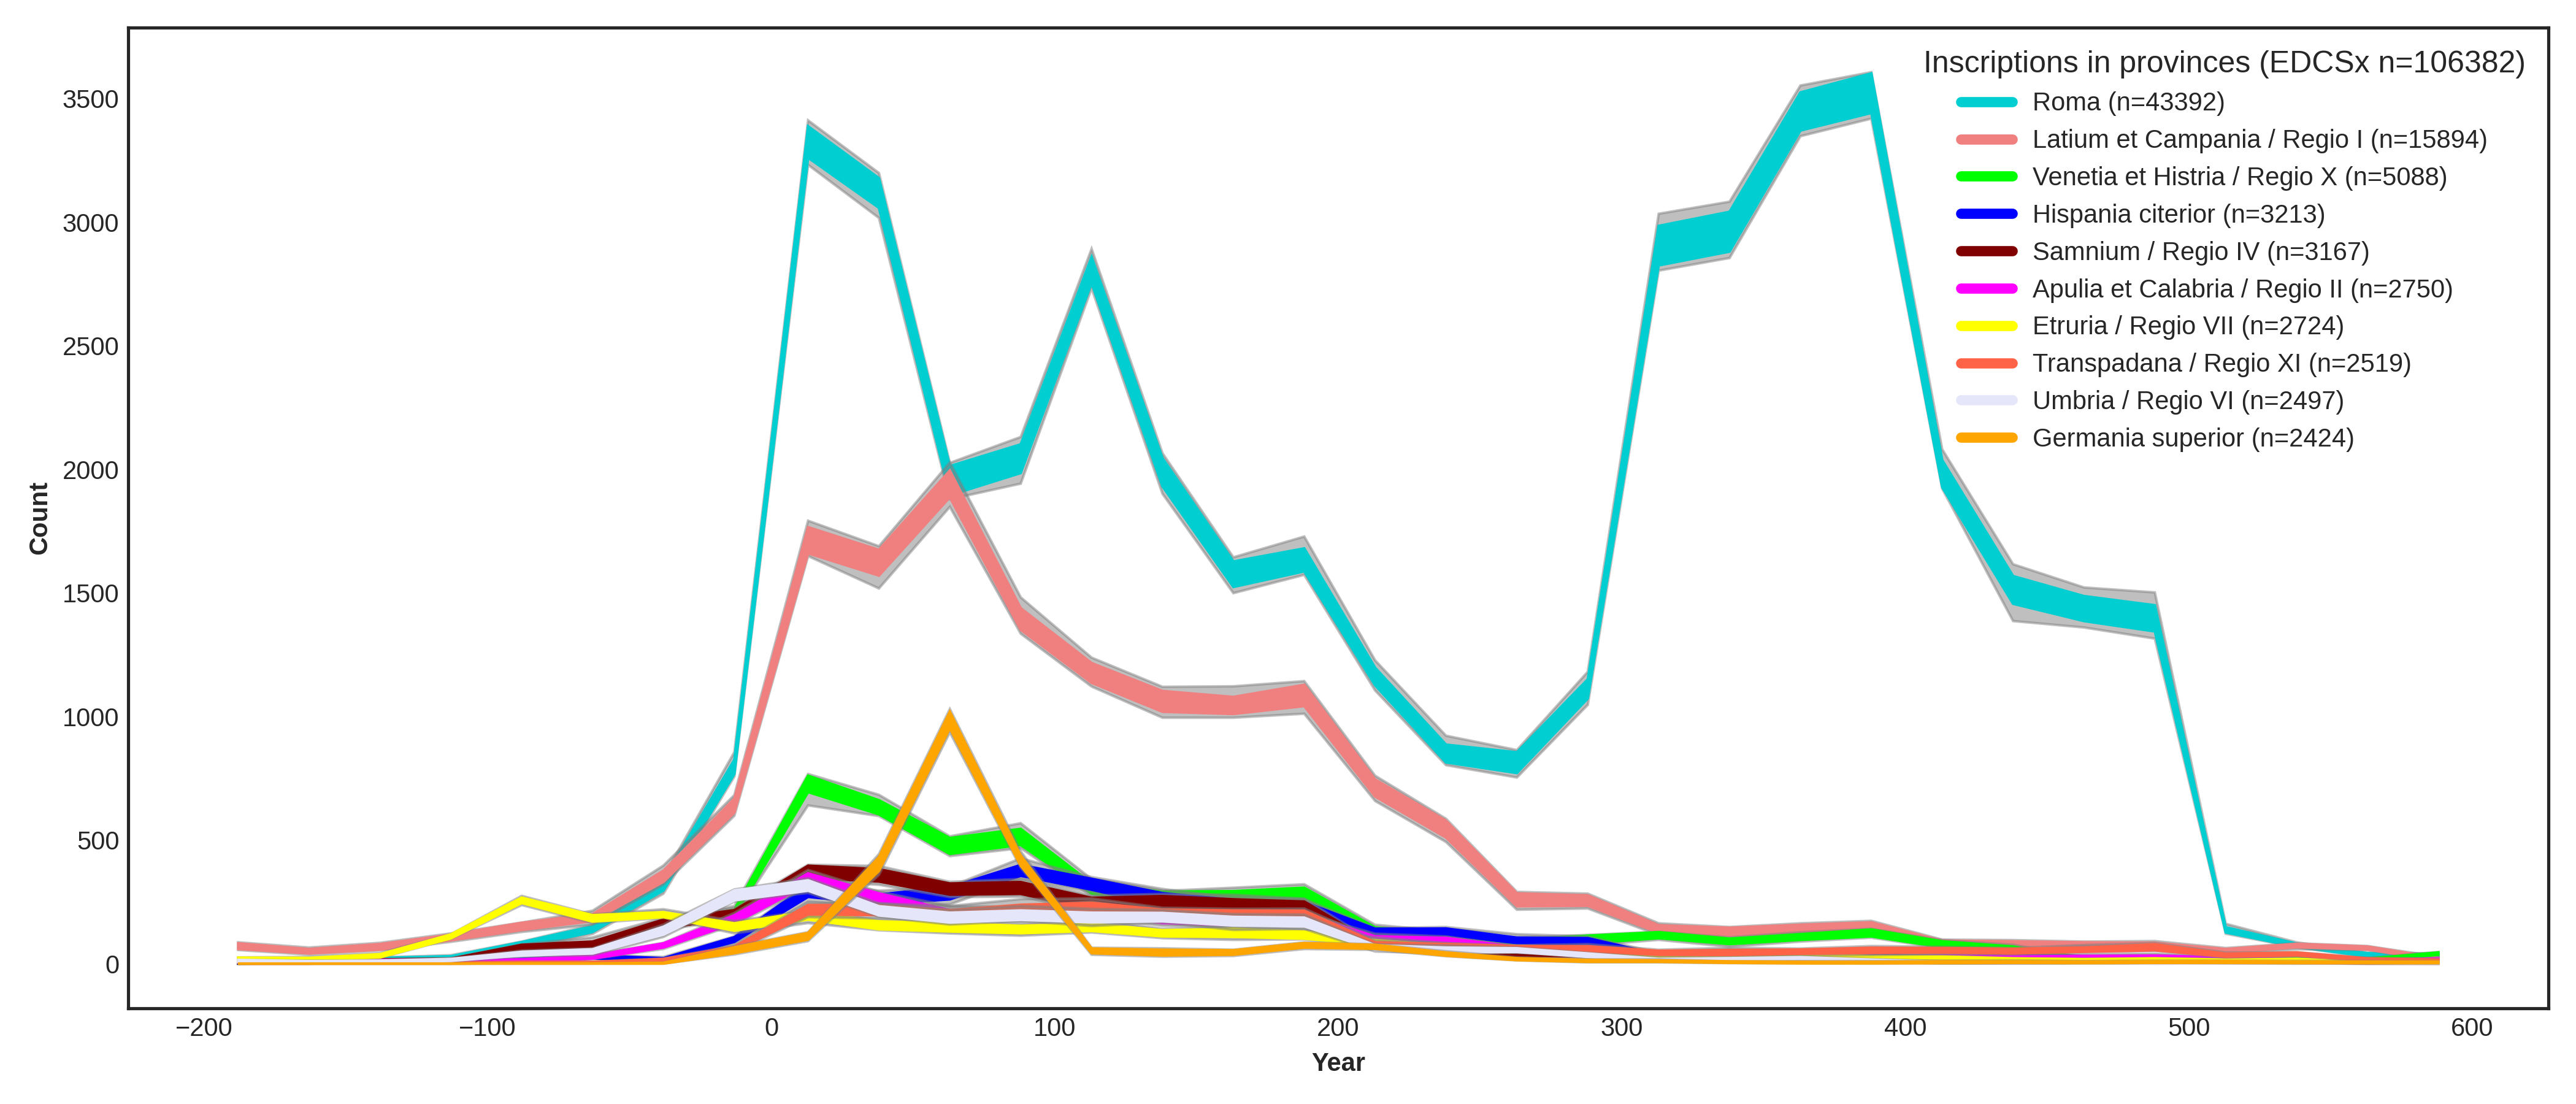 Inscriptions in provinces (EDCSx n=106382)
Roma (n=43392)
Latium et Campania / Regio I (n=15894)
Venetia et Histria / Regio X (n=5088)
Hispania citerior (n=3213)
Samnium / Regio IV (n=3167)
Apulia et Calabria / Regio II (n=2750)
Etruria / Regio VII (n=2724)
Transpadana / Regio XI (n=2519)
Umbria / Regio VI (n=2497)
Germania superior (n=2424)
3500
3000
2500
2000
1500
1000
500
0
Count
−200 −100 0 100 200 300 400 500 600
Year